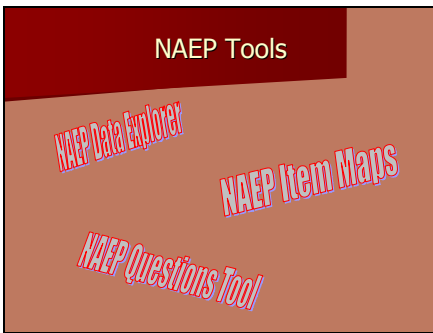 NAEP Tools
NAEP Data Explorer
NAEP Item Maps
NAEP Questions Tool